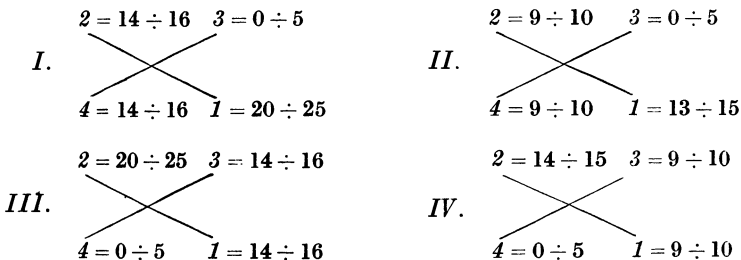 2 = 14 ÷ 16 3 = 0 ÷ 5
I.
4 = 14 ÷ 16 1 = 20 ÷ 25
2 = 9 ÷ 10 3 = 0 ÷ 5
II.
4 = 9 ÷ 10 1 = 13 ÷ 15
2 = 20 ÷ 25 3 = 14 ÷ 16
III.
4 = 0 ÷ 5 1 = 14 ÷ 16
2 = 14 ÷ 15 3 = 9 ÷ 10
IV.
4 = 0 ÷ 5 1 = 9 ÷ 10